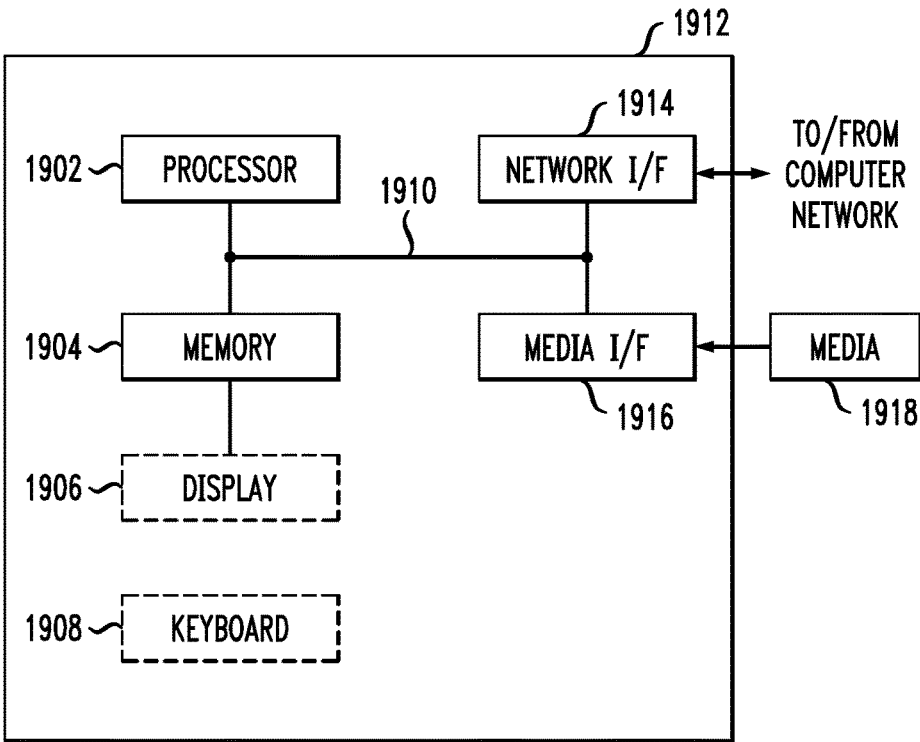 1912
1914
1902
PROCESSOR
NETWORK I/F
TO/FROM
COMPUTER
NETWORK
1910
1904
MEMORY
MEDIA I/F
MEDIA
1916
1918
1906
DISPLAY
1908
KEYBOARD